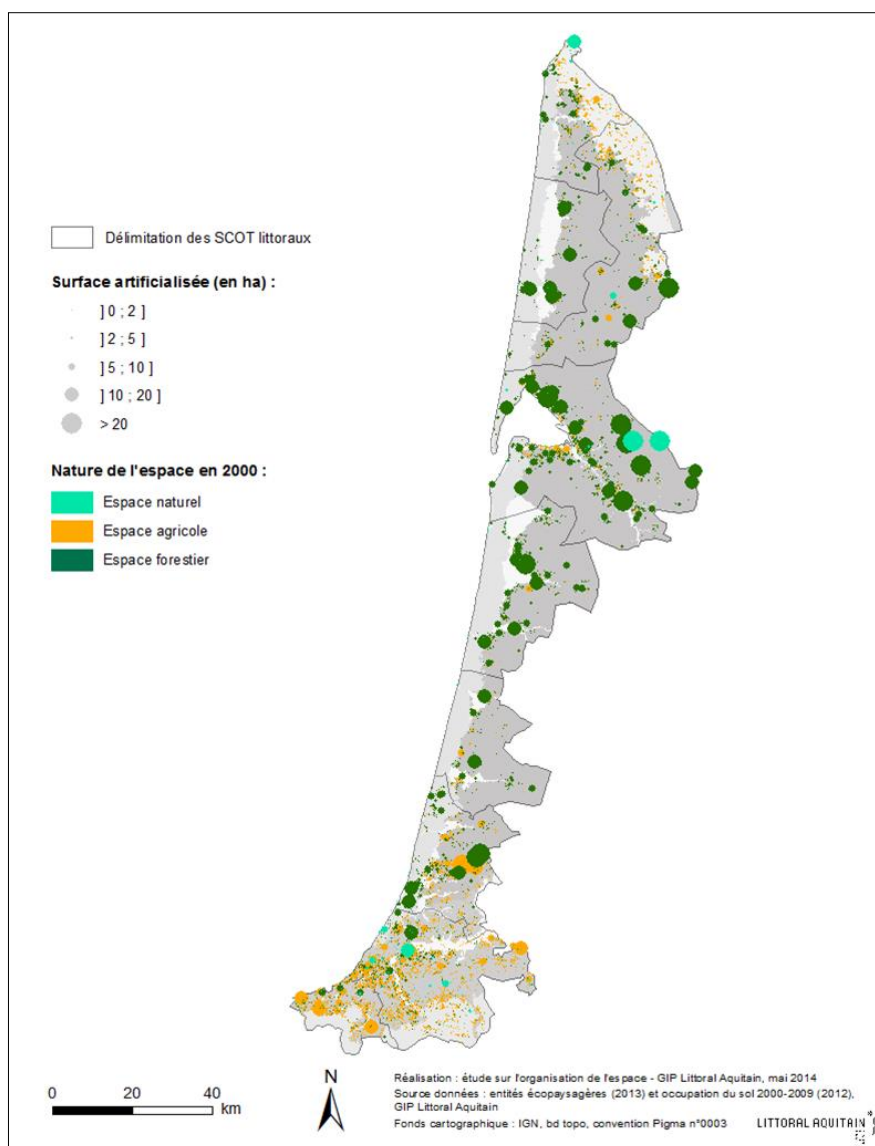 Délimitation des SCOT littoraux
Surface artificialisée (en ha) :
] 0 ; 2 ]
] 2 ; 5 ]
] 5 ; 10 ]
] 10 ; 20 ]
> 20
Nature de l'espace en 2000 :
Espace naturel
Espace agricole
Espace forestier
0 20 40
km
N
Réalisation : étude sur l'organisation de l'espace - GIP Littoral Aquitain, mai 2014
Source données : entités écopaysagères (2013) et occupation du sol 2000-2009 (2012),
GIP Littoral Aquitain
Fonds cartographique : IGN, bd topo, convention Pigma n°0003
LITTORAL AQUITAIN